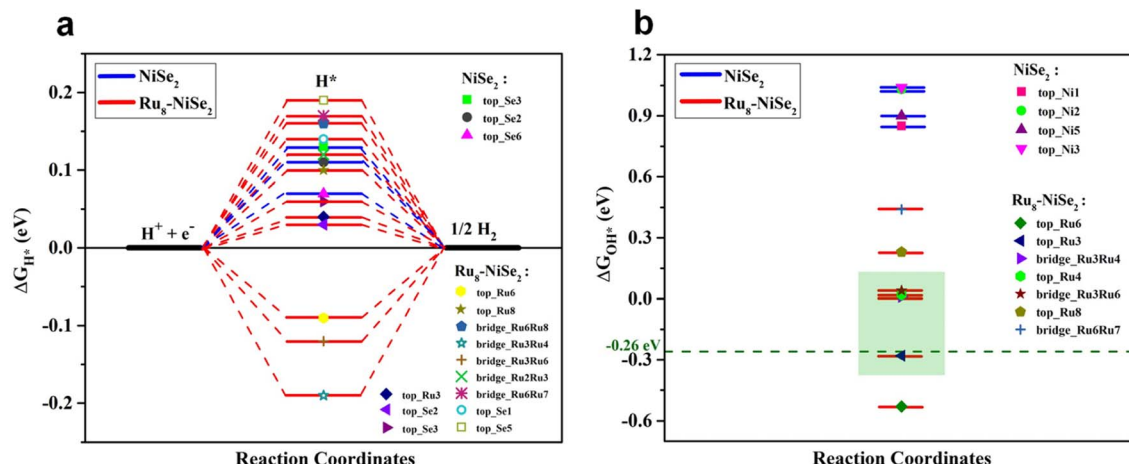 a
NiSe2
Ru8-NiSe2
H*
NiSe2 :
top_Se3
top_Se2
top_Se6
0.2
0.1
0.0
-0.1
-0.2
ΔGH* (eV)
H+ + e-
1/2 H2
Ru8-NiSe2 :
top_Ru6
top_Ru8
bridge_Ru6Ru8
bridge_Ru3Ru4
bridge_Ru3Ru6
bridge_Ru2Ru3
top_Ru3 bridge_Ru6Ru7
top_Se2 top_Se1
top_Se3 top_Se5
Reaction Coordinates
b
NiSe2
Ru8-NiSe2
NiSe2 :
top_Ni1
top_Ni2
top_Ni5
top_Ni3
1.2
0.9
0.6
0.3
0.0
-0.3
-0.6
ΔGOH* (eV)
-0.26 eV
Ru8-NiSe2 :
top_Ru6
top_Ru3
bridge_Ru3Ru4
top_Ru4
bridge_Ru3Ru6
top_Ru8
bridge_Ru6Ru7
Reaction Coordinates